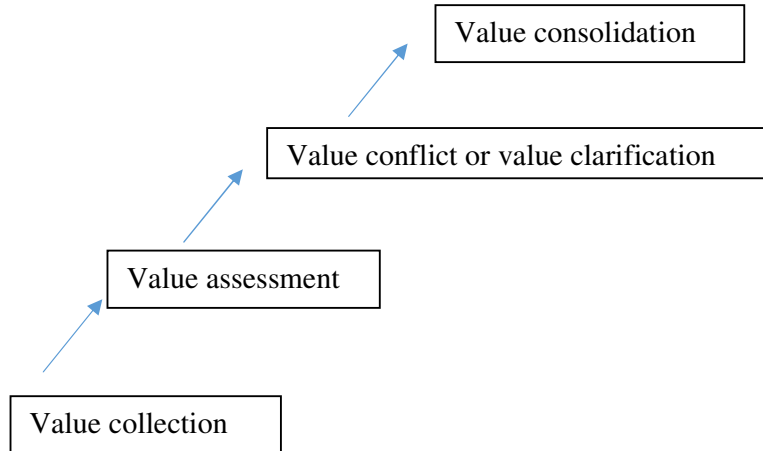 Value consolidation
Value conflict or value clarification
Value assessment
Value collection